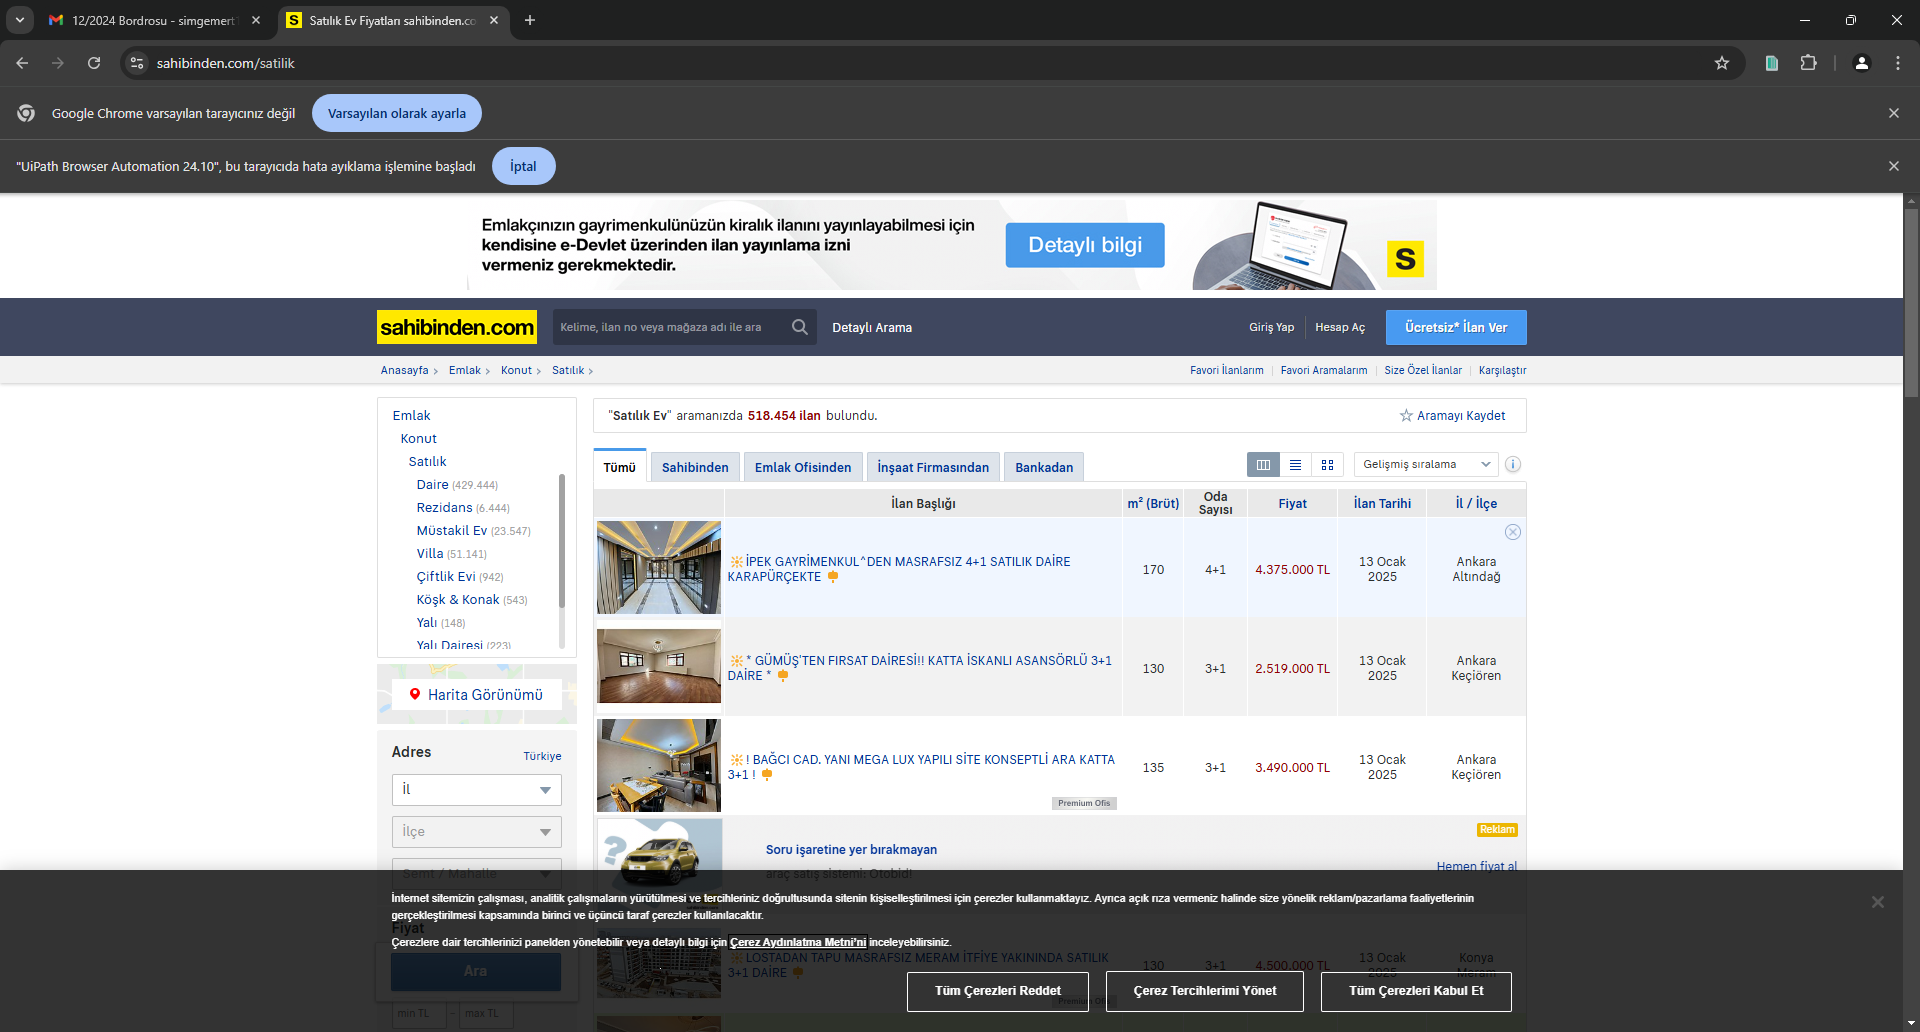 12/2024 Bordrosu - simgemert
Satılık Ev Fiyatları sahibinden.co
sahibinden.com/satilik
Google Chrome varsayılan tarayıcınız değil
Varsayılan olarak ayarla
"UiPath Browser Automation 24.10", bu tarayıcıda hata ayıklama işlemine başladı
İptal
Emlakçınızın gayrimenkulünüzün kiralık ilanını yayınlayabilmesi için
kendisine e-Devlet üzerinden ilan yayınlama izni
vermeniz gerekmektedir.
Detaylı bilgi
S
sahibinden.com
Kelime, ilan no veya mağaza adı ile ara
Detaylı Arama
Giriş Yap
Hesap Aç
Ücretsiz* İlan Ver
Anasayfa > Emlak > Konut > Satılık >
Favori İlanlarım | Favori Aramalarım | Size Özel İlanlar | Karşılaştır
Emlak
Konut
Satılık
Daire (429.444)
Rezidans (6.444)
Müstakil Ev (23.547)
Villa (51.141)
Çiftlik Evi (942)
Köşk & Konak (543)
Yalı (148)
Yalı Dairesi (223)
Harita Görünümü
Adres
Türkiye
İl
İlçe
Semt / Mahalle
Fiyat
Ara
min TL - max TL
"Satılık Ev" aramanızda 518.454 ilan bulundu.
Aramayı Kaydet
Tümü
Sahibinden
Emlak Ofisinden
İnşaat Firmasından
Bankadan
Gelişmiş sıralama
İlan Başlığı
m² (Brüt)
Oda
Sayısı
Fiyat
İlan Tarihi
İl / İlçe
İPEK GAYRİMENKUL^DEN MASRAFSIZ 4+1 SATILIK DAİRE
KARAPÜRÇEKTE
170
4+1
4.375.000 TL
13 Ocak
2025
Ankara
Altındağ
* GÜMÜŞ'TEN FIRSAT DAİRESİ!! KATTA İSKANLI ASANSÖRLÜ 3+1
DAİRE *
130
3+1
2.519.000 TL
13 Ocak
2025
Ankara
Keçiören
! BAĞCI CAD. YANI MEGA LUX YAPILI SİTE KONSEPTLİ ARA KATTA
3+1 !
135
3+1
3.490.000 TL
13 Ocak
2025
Ankara
Keçiören
Premium Ofis
Soru işaretine yer bırakmayan
araç satış sistemi: Otobid!
Reklam
Hemen fiyat al
LOSTADAN TAPU MASRAFSIZ MERAM İTFİYE YAKININDA SATILIK
3+1 DAİRE
130
3+1
4.500.000 TL
13 Ocak
2025
Konya
Meram
Premium Ofis
İnternet sitemizin çalışması, analitik çalışmaların yürütülmesi ve tercihleriniz doğrultusunda sitenin kişiselleştirilmesi için çerezler kullanmaktayız. Ayrıca açık rıza vermeniz halinde size yönelik reklam/pazarlama faaliyetlerinin
gerçekleştirilmesi kapsamında birinci ve üçüncü taraf çerezler kullanılacaktır.
Çerezlere dair tercihlerinizi panelden yönetebilir veya detaylı bilgi için Çerez Aydınlatma Metni'ni inceleyebilirsiniz.
Tüm Çerezleri Reddet
Çerez Tercihlerimi Yönet
Tüm Çerezleri Kabul Et